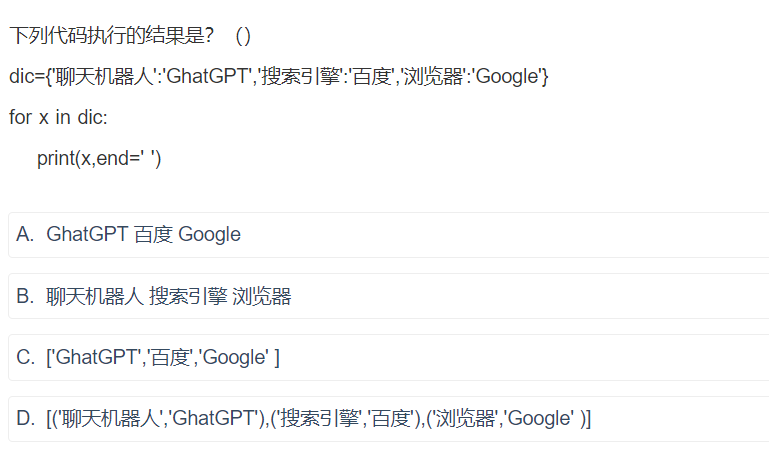 下列代码执行的结果是？（）
dic={'聊天机器人':'GhatGPT','搜索引擎':'百度','浏览器':'Google'}
for x in dic:
print(x,end=' ')
A. GhatGPT 百度 Google
B. 聊天机器人 搜索引擎 浏览器
C. ['GhatGPT','百度','Google' ]
D. [('聊天机器人','GhatGPT'),('搜索引擎','百度'),('浏览器','Google' )]